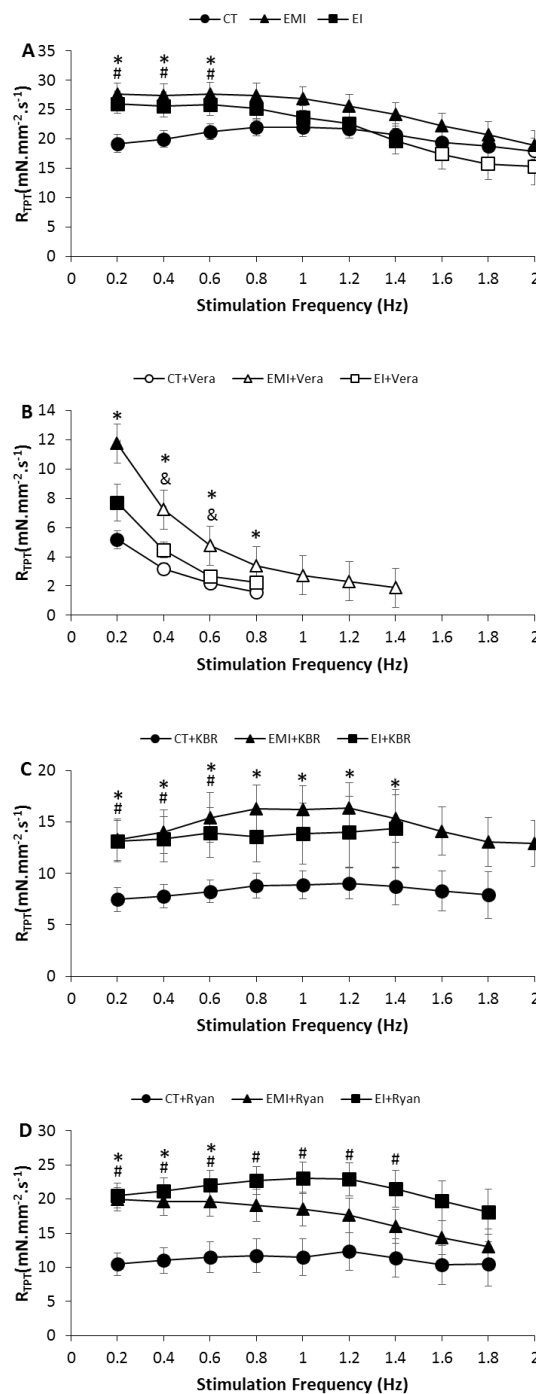 CT EMI EI
A
* * *
# # #
R_TPT(mN.mm⁻².s⁻¹)
35
30
25
20
15
10
5
0
0 0.2 0.4 0.6 0.8 1 1.2 1.4 1.6 1.8 2
Stimulation Frequency (Hz)
CT+Vera EMI+Vera EI+Vera
B
* * * *
& &
R_TPT(mN.mm⁻².s⁻¹)
14
12
10
8
6
4
2
0
0 0.2 0.4 0.6 0.8 1 1.2 1.4 1.6 1.8 2
Stimulation Frequency (Hz)
CT+KBR EMI+KBR EI+KBR
C
* * * * * * *
# # #
R_TPT(mN.mm⁻².s⁻¹)
20
15
10
5
0
0 0.2 0.4 0.6 0.8 1 1.2 1.4 1.6 1.8 2
Stimulation Frequency (Hz)
CT+Ryan EMI+Ryan EI+Ryan
D
* * *
# # # # # # #
R_TPT(mN.mm⁻².s⁻¹)
30
25
20
15
10
5
0
0 0.2 0.4 0.6 0.8 1 1.2 1.4 1.6 1.8 2
Stimulation Frequency (Hz)